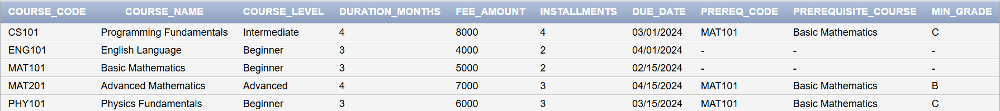 COURSE_CODE COURSE_NAME COURSE_LEVEL DURATION_MONTHS FEE_AMOUNT INSTALLMENTS DUE_DATE PREREQ_CODE PREREQUISITE_COURSE MIN_GRADE
CS101 Programming Fundamentals Intermediate 4 8000 4 03/01/2024 MAT101 Basic Mathematics C
ENG101 English Language Beginner 3 4000 2 04/01/2024 - - -
MAT101 Basic Mathematics Beginner 3 5000 2 02/15/2024 - - -
MAT201 Advanced Mathematics Advanced 4 7000 3 04/15/2024 MAT101 Basic Mathematics B
PHY101 Physics Fundamentals Beginner 3 6000 3 03/15/2024 MAT101 Basic Mathematics C